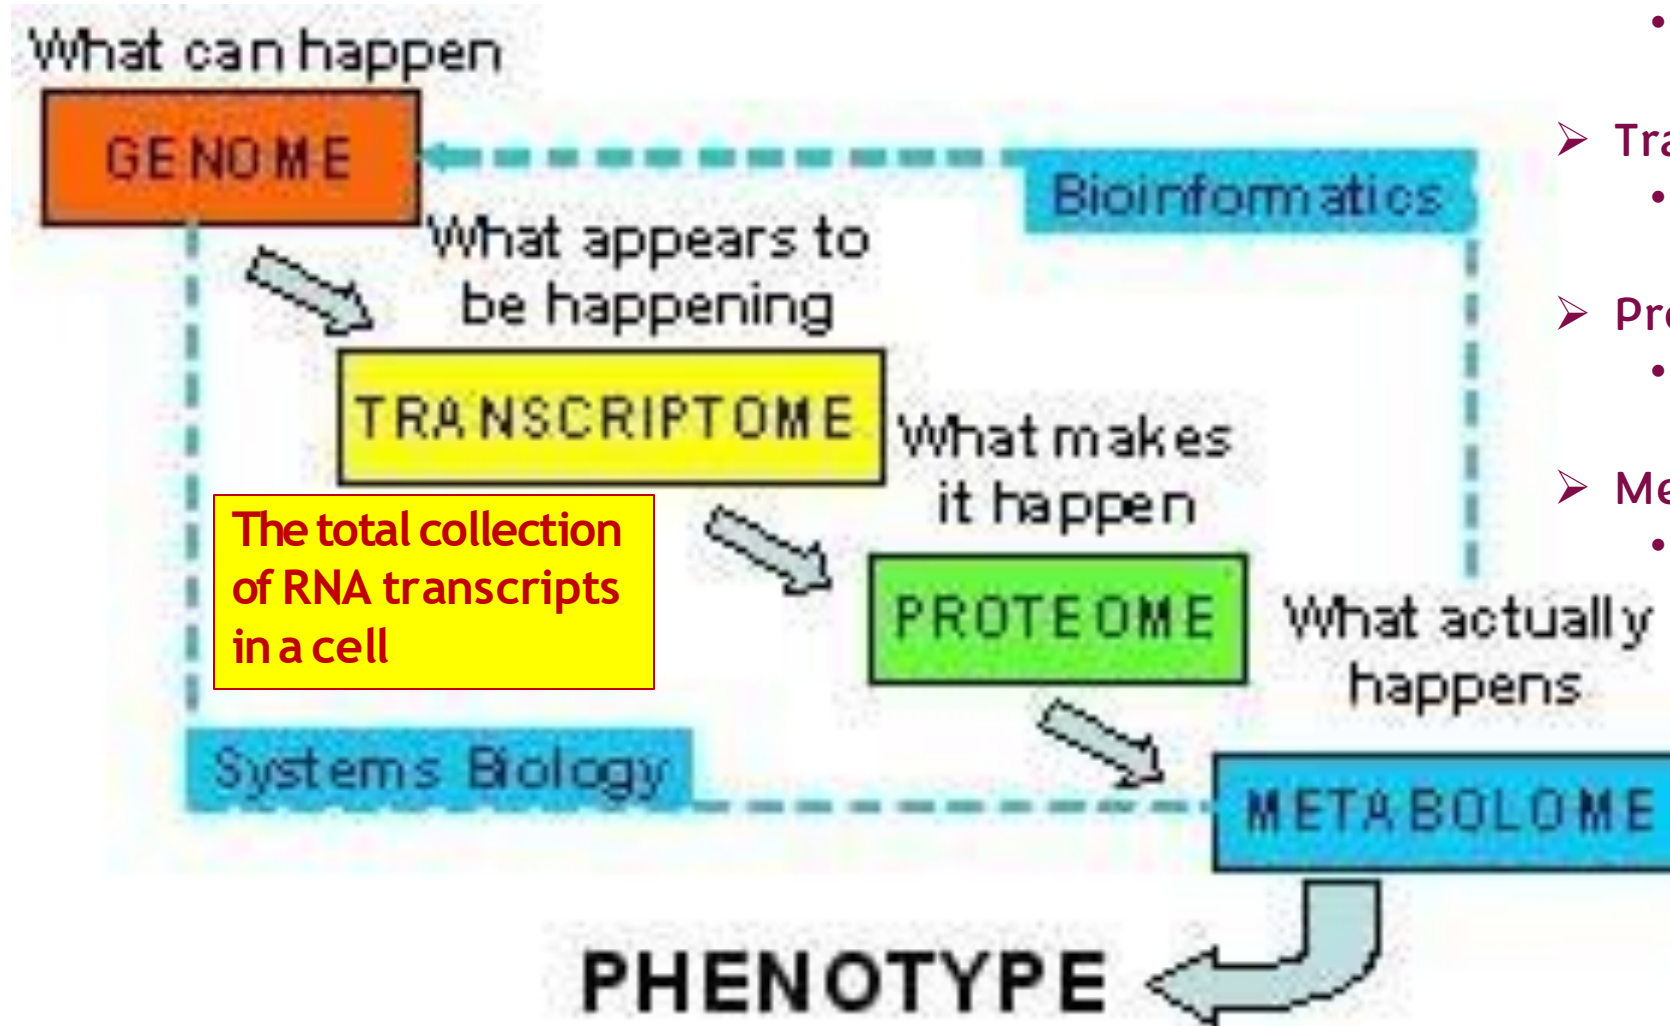 What can happen
GENOME
Bioinformatics
What appears to
be happening
TRANSCRIPTOME
What makes
it happen
The total collection
of RNA transcripts
in a cell
PROTEOME
What actually
happens
Systems Biology
METABOLOME
PHENOTYPE